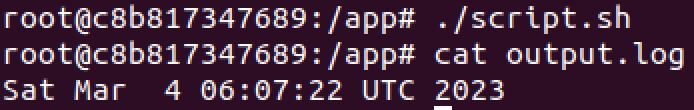 root@c8b817347689:/app# ./script.sh
root@c8b817347689:/app# cat output.log
Sat Mar  4 06:07:22 UTC 2023